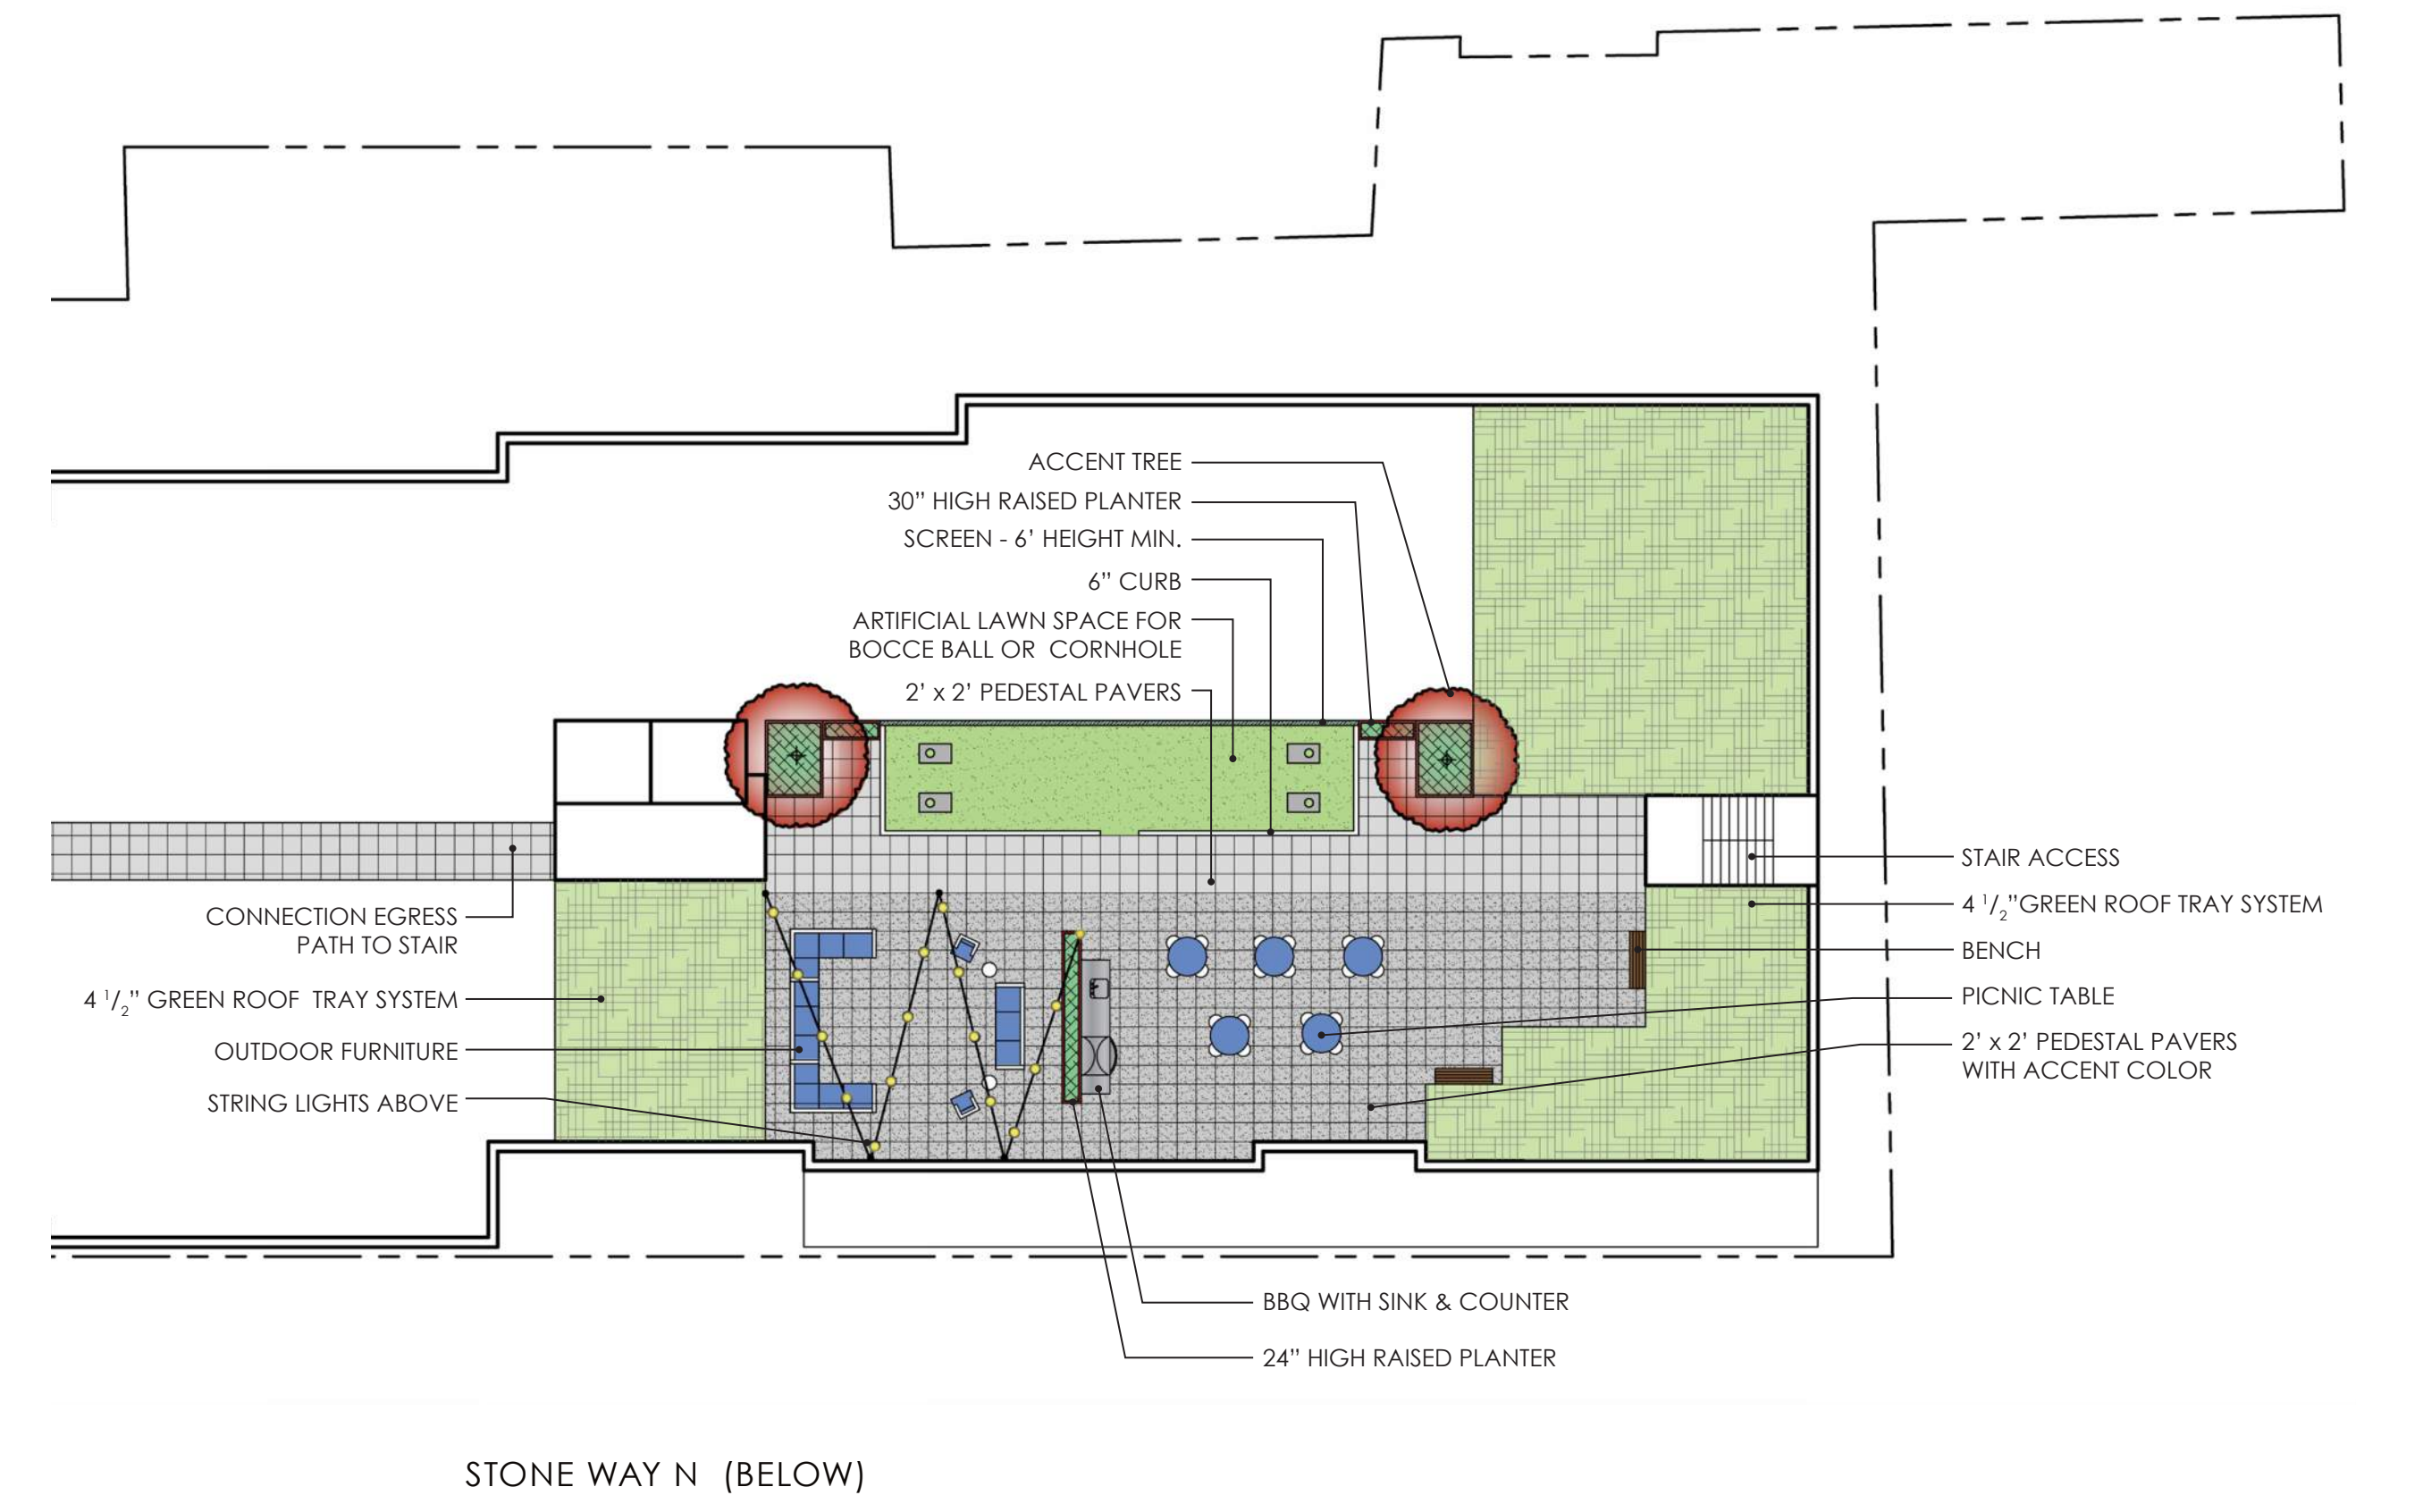 ACCENT TREE
30” HIGH RAISED PLANTER
SCREEN - 6’ HEIGHT MIN.
6” CURB
ARTIFICIAL LAWN SPACE FOR
BOCCE BALL OR CORNHOLE
2’ x 2’ PEDESTAL PAVERS
CONNECTION EGRESS
PATH TO STAIR
4 1/2” GREEN ROOF TRAY SYSTEM
OUTDOOR FURNITURE
STRING LIGHTS ABOVE
STAIR ACCESS
4 1/2”GREEN ROOF TRAY SYSTEM
BENCH
PICNIC TABLE
2’ x 2’ PEDESTAL PAVERS
WITH ACCENT COLOR
BBQ WITH SINK & COUNTER
24” HIGH RAISED PLANTER
STONE WAY N (BELOW)